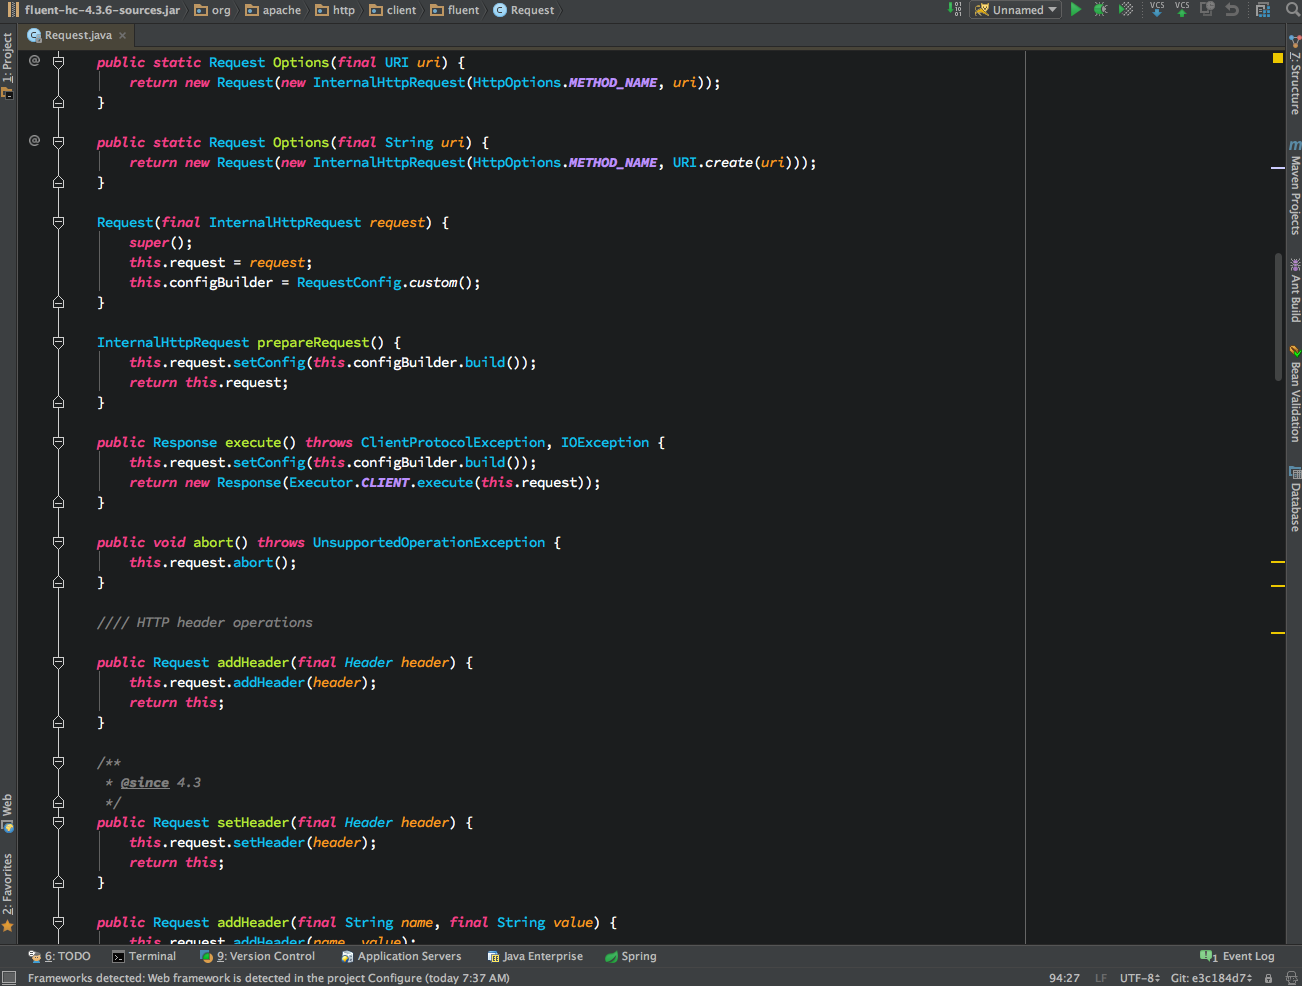 fluent-hc-4.3.6-sources.jar org apache http client fluent Request Unnamed VCS VCS
Request.java
public static Request Options(final URI uri) {
return new Request(new InternalHttpRequest(HttpOptions.METHOD_NAME, uri));
}
public static Request Options(final String uri) {
return new Request(new InternalHttpRequest(HttpOptions.METHOD_NAME, URI.create(uri)));
}
Request(final InternalHttpRequest request) {
super();
this.request = request;
this.configBuilder = RequestConfig.custom();
}
InternalHttpRequest prepareRequest() {
this.request.setConfig(this.configBuilder.build());
return this.request;
}
public Response execute() throws ClientProtocolException, IOException {
this.request.setConfig(this.configBuilder.build());
return new Response(Executor.CLIENT.execute(this.request));
}
public void abort() throws UnsupportedOperationException {
this.request.abort();
}
//// HTTP header operations
public Request addHeader(final Header header) {
this.request.addHeader(header);
return this;
}
/**
* @since 4.3
*/
public Request setHeader(final Header header) {
this.request.setHeader(header);
return this;
}
public Request addHeader(final String name, final String value) {
this.request.addHeader(name, value);
1: Project
Web
2: Favorites
7: Structure
Maven Projects
Ant Build
Bean Validation
Database
6: TODO Terminal 9: Version Control Application Servers Java Enterprise Spring 1 Event Log
Frameworks detected: Web framework is detected in the project Configure (today 7:37 AM) 94:27 LF UTF-8 Git: e3c184d7